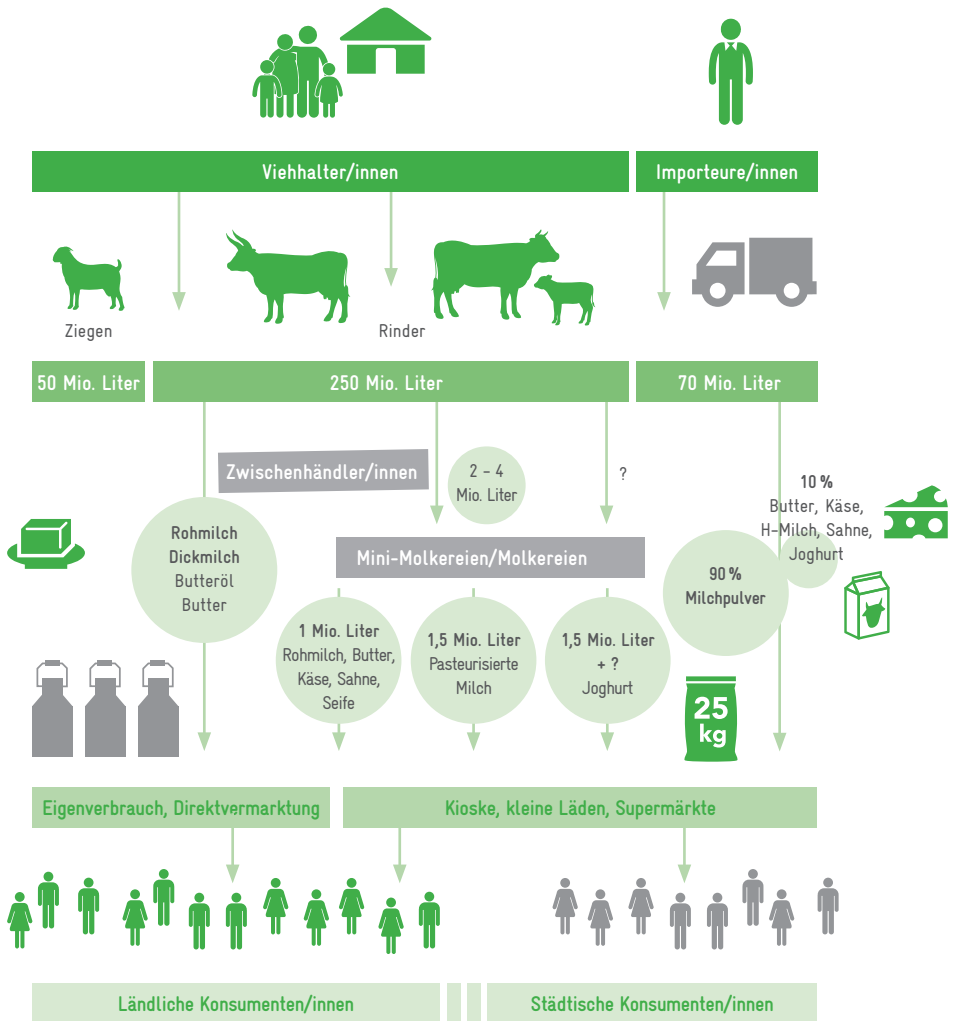 Viehhalter/innen
Importeure/innen
Ziegen
Rinder
50 Mio. Liter
250 Mio. Liter
70 Mio. Liter
Zwischenhändler/innen
2 – 4
Mio. Liter
?
10 %
Butter, Käse,
H-Milch, Sahne,
Joghurt
Rohmilch
Dickmilch
Butteröl
Butter
Mini-Molkereien/Molkereien
90 %
Milchpulver
1 Mio. Liter
Rohmilch, Butter,
Käse, Sahne,
Seife
1,5 Mio. Liter
Pasteurisierte
Milch
1,5 Mio. Liter
+ ?
Joghurt
25
kg
Eigenverbrauch, Direktvermarktung
Kioske, kleine Läden, Supermärkte
Ländliche Konsumenten/innen
Städtische Konsumenten/innen